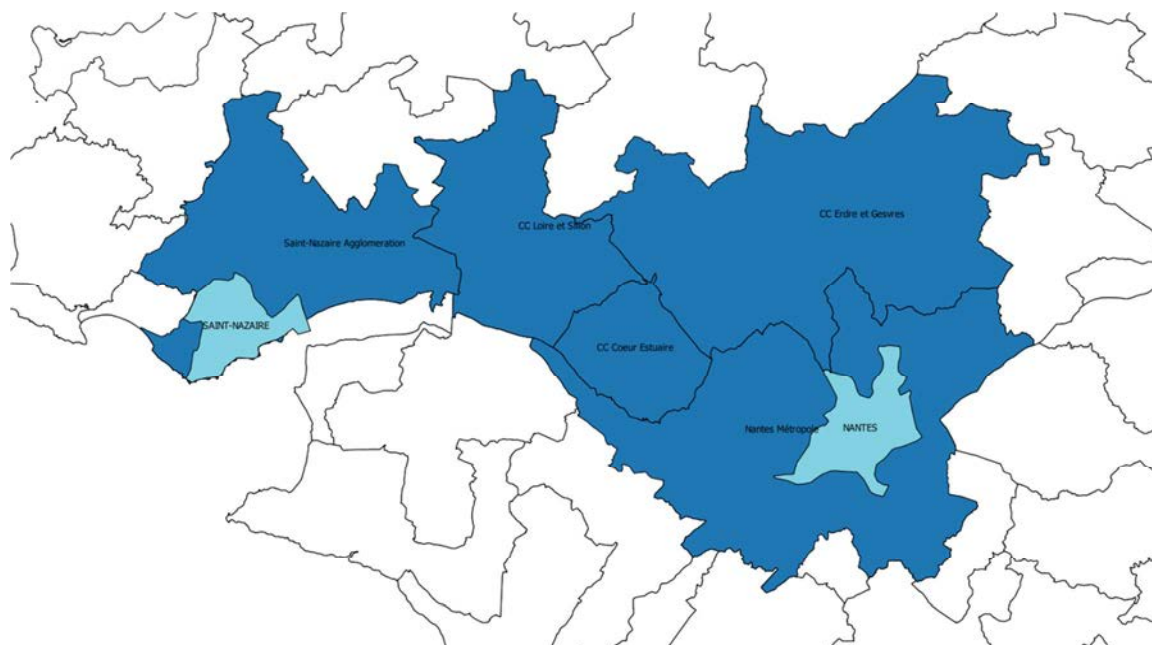 CC Erdre et Gesvres
CC Loire et Sillon
Saint-Nazaire Agglomeration
SAINT-NAZAIRE
CC Coeur Estuaire
Nantes Métropole
NANTES